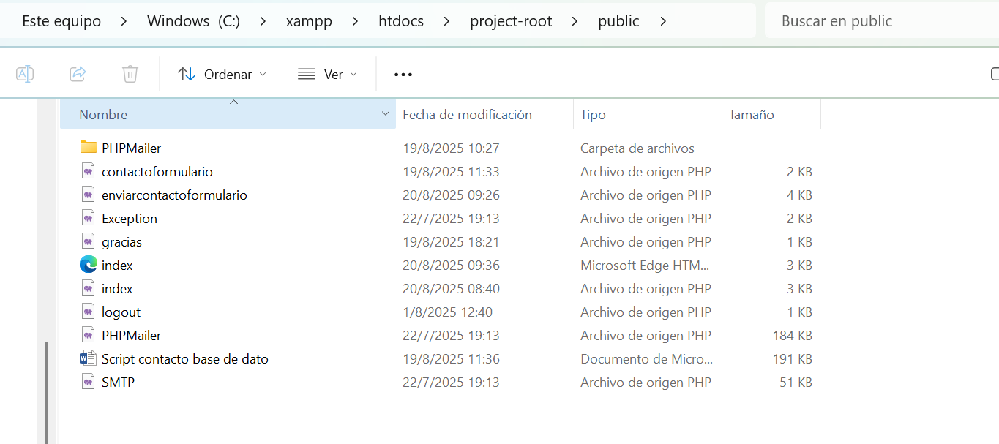 Este equipo > Windows (C:) > xampp > htdocs > project-root > public > Buscar en public
Ordenar Ver ...
Nombre Fecha de modificación Tipo Tamaño
PHPMailer 19/8/2025 10:27 Carpeta de archivos
contactoformulario 19/8/2025 11:33 Archivo de origen PHP 2 KB
enviarcontactoformulario 20/8/2025 09:26 Archivo de origen PHP 4 KB
Exception 22/7/2025 19:13 Archivo de origen PHP 2 KB
gracias 19/8/2025 18:21 Archivo de origen PHP 1 KB
index 20/8/2025 09:36 Microsoft Edge HTM... 3 KB
index 20/8/2025 08:40 Archivo de origen PHP 3 KB
logout 1/8/2025 12:40 Archivo de origen PHP 1 KB
PHPMailer 22/7/2025 19:13 Archivo de origen PHP 184 KB
Script contacto base de dato 19/8/2025 11:36 Documento de Micro... 191 KB
SMTP 22/7/2025 19:13 Archivo de origen PHP 51 KB